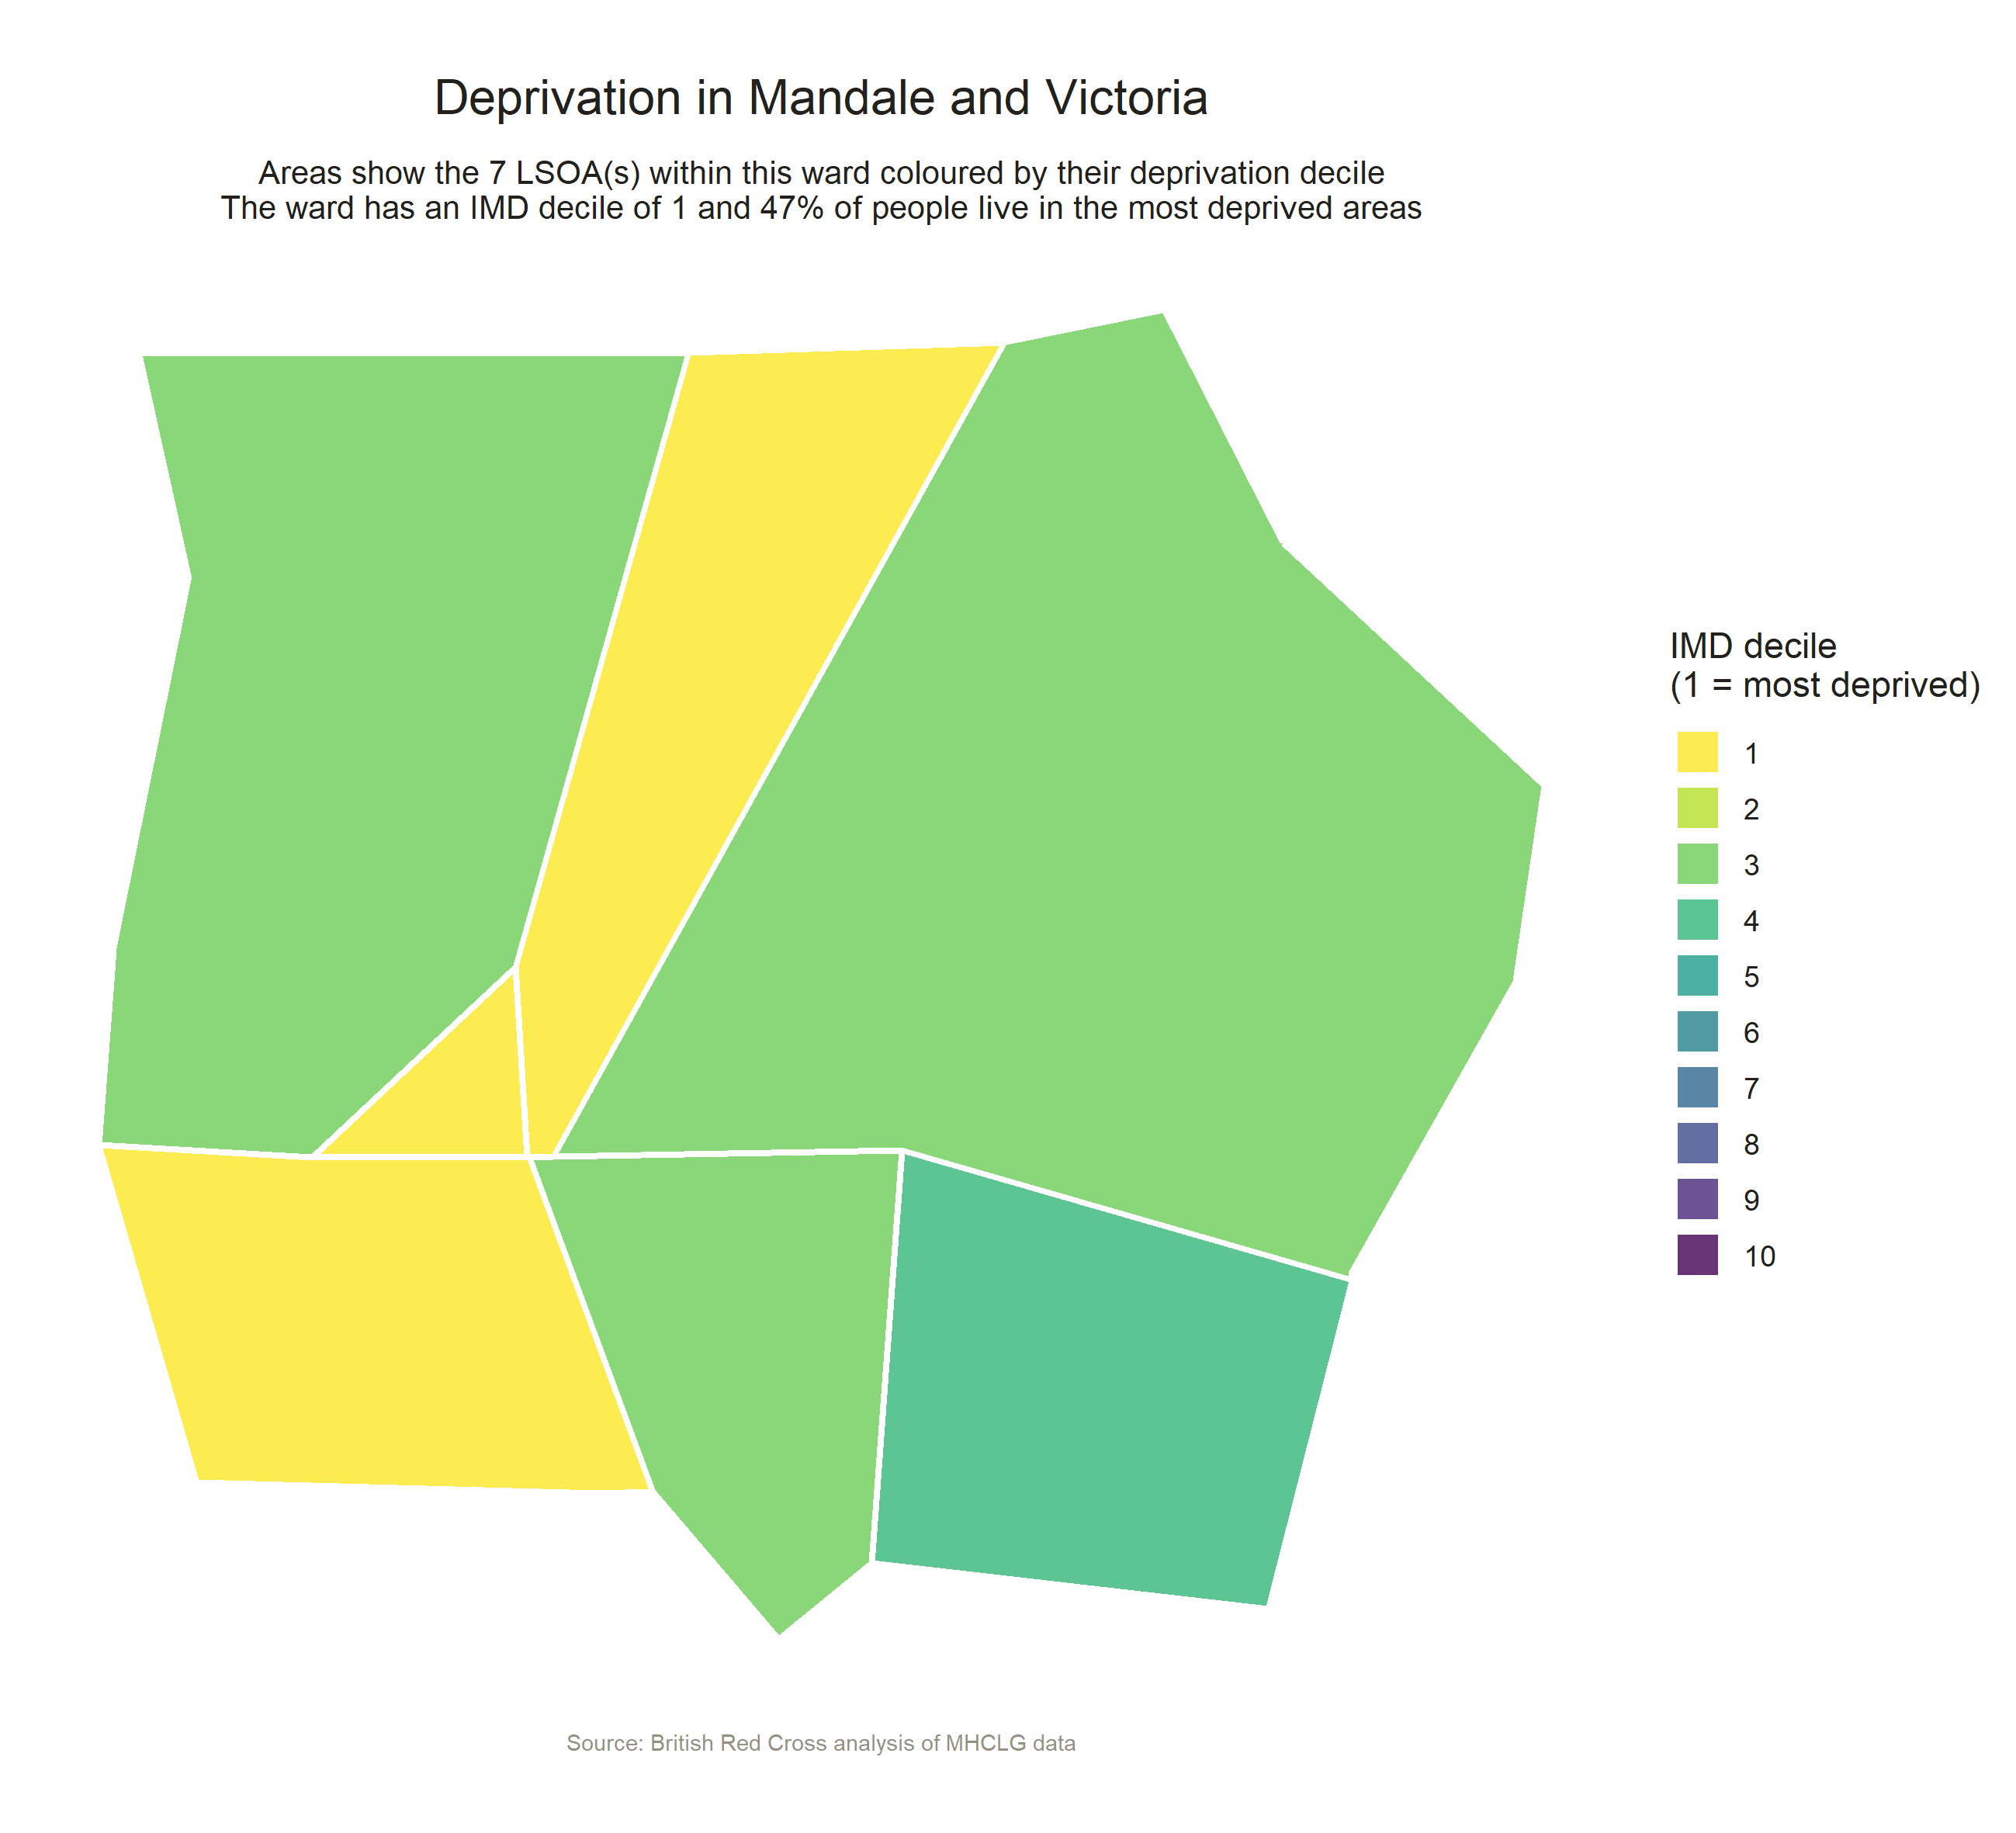 Deprivation in Mandale and Victoria
Areas show the 7 LSOA(s) within this ward coloured by their deprivation decile
The ward has an IMD decile of 1 and 47% of people live in the most deprived areas
IMD decile
(1 = most deprived)
1
2
3
4
5
6
7
8
9
10
Source: British Red Cross analysis of MHCLG data